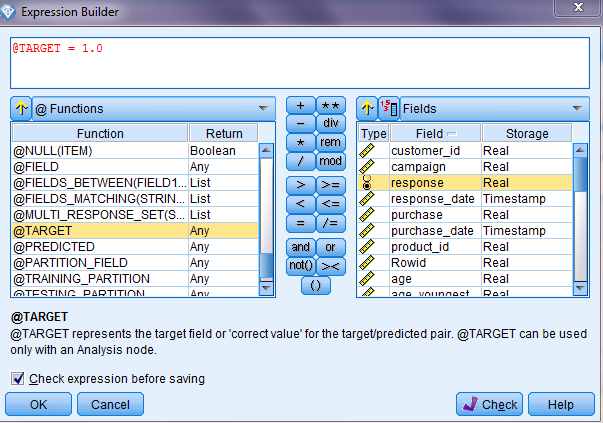 Expression Builder
@TARGET = 1.0
@ Functions
Function Return
@NULL(ITEM) Boolean
@FIELD Any
@FIELDS_BETWEEN(FIELD1... List
@FIELDS_MATCHING(STRIN... List
@MULTI_RESPONSE_SET(S... List
@TARGET Any
@PREDICTED Any
@PARTITION_FIELD Any
@TRAINING_PARTITION Any
@TESTING_PARTITION Any
+ **
- div
* rem
/ mod
> >=
< <=
= /=
and or
not() ><
()
Fields
Type Field Storage
customer_id Real
campaign Real
response Real
response_date Timestamp
purchase Real
purchase_date Timestamp
product_id Real
Rowid Real
age Real
age_youngest Real
@TARGET
@TARGET represents the target field or 'correct value' for the target/predicted pair. @TARGET can be used
only with an Analysis node.
Check expression before saving
OK Cancel Check Help